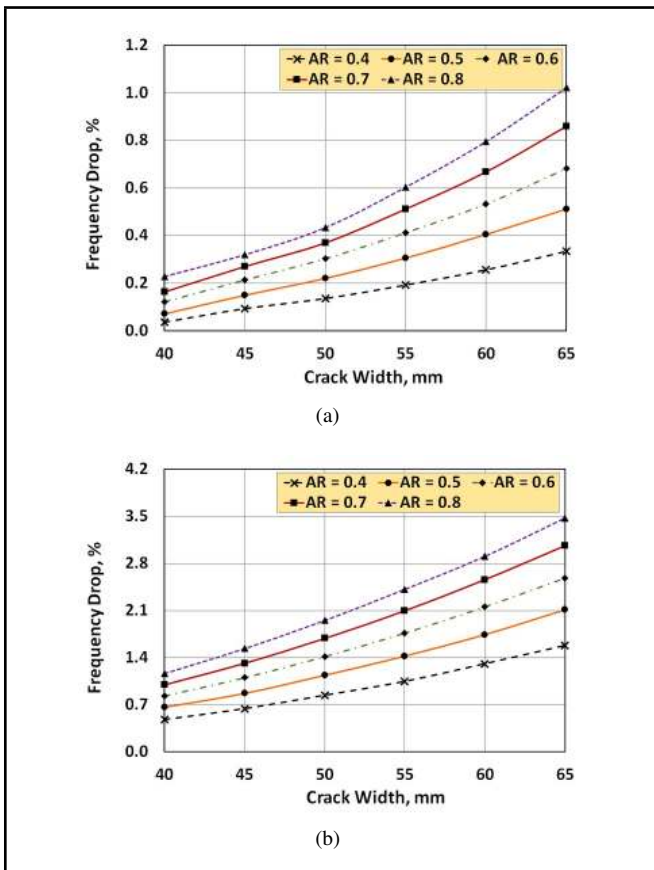 1.2
AR = 0.4 AR = 0.5 AR = 0.6
AR = 0.7 AR = 0.8
1.0
0.8
0.6
0.4
0.2
0.0
Frequency Drop, %
40 45 50 55 60 65
Crack Width, mm
(a)
4.2
AR = 0.4 AR = 0.5 AR = 0.6
AR = 0.7 AR = 0.8
3.5
2.8
2.1
1.4
0.7
0.0
Frequency Drop, %
40 45 50 55 60 65
Crack Width, mm
(b)